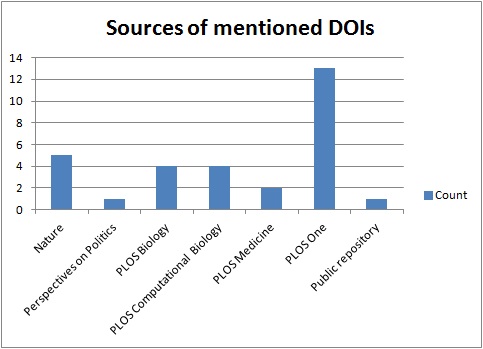 Sources of mentioned DOIs
14
12
10
8
6
4
2
0
Nature
Perspectives on Politics
PLOS Biology
PLOS Computational Biology
PLOS Medicine
PLOS One
Public repository
Count